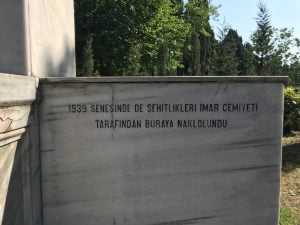 1939 SENESİNDE DE ŞEHİTLİKLERİ İMAR CEMİYETİ
TARAFINDAN BURAYA NAKLOLUNDU